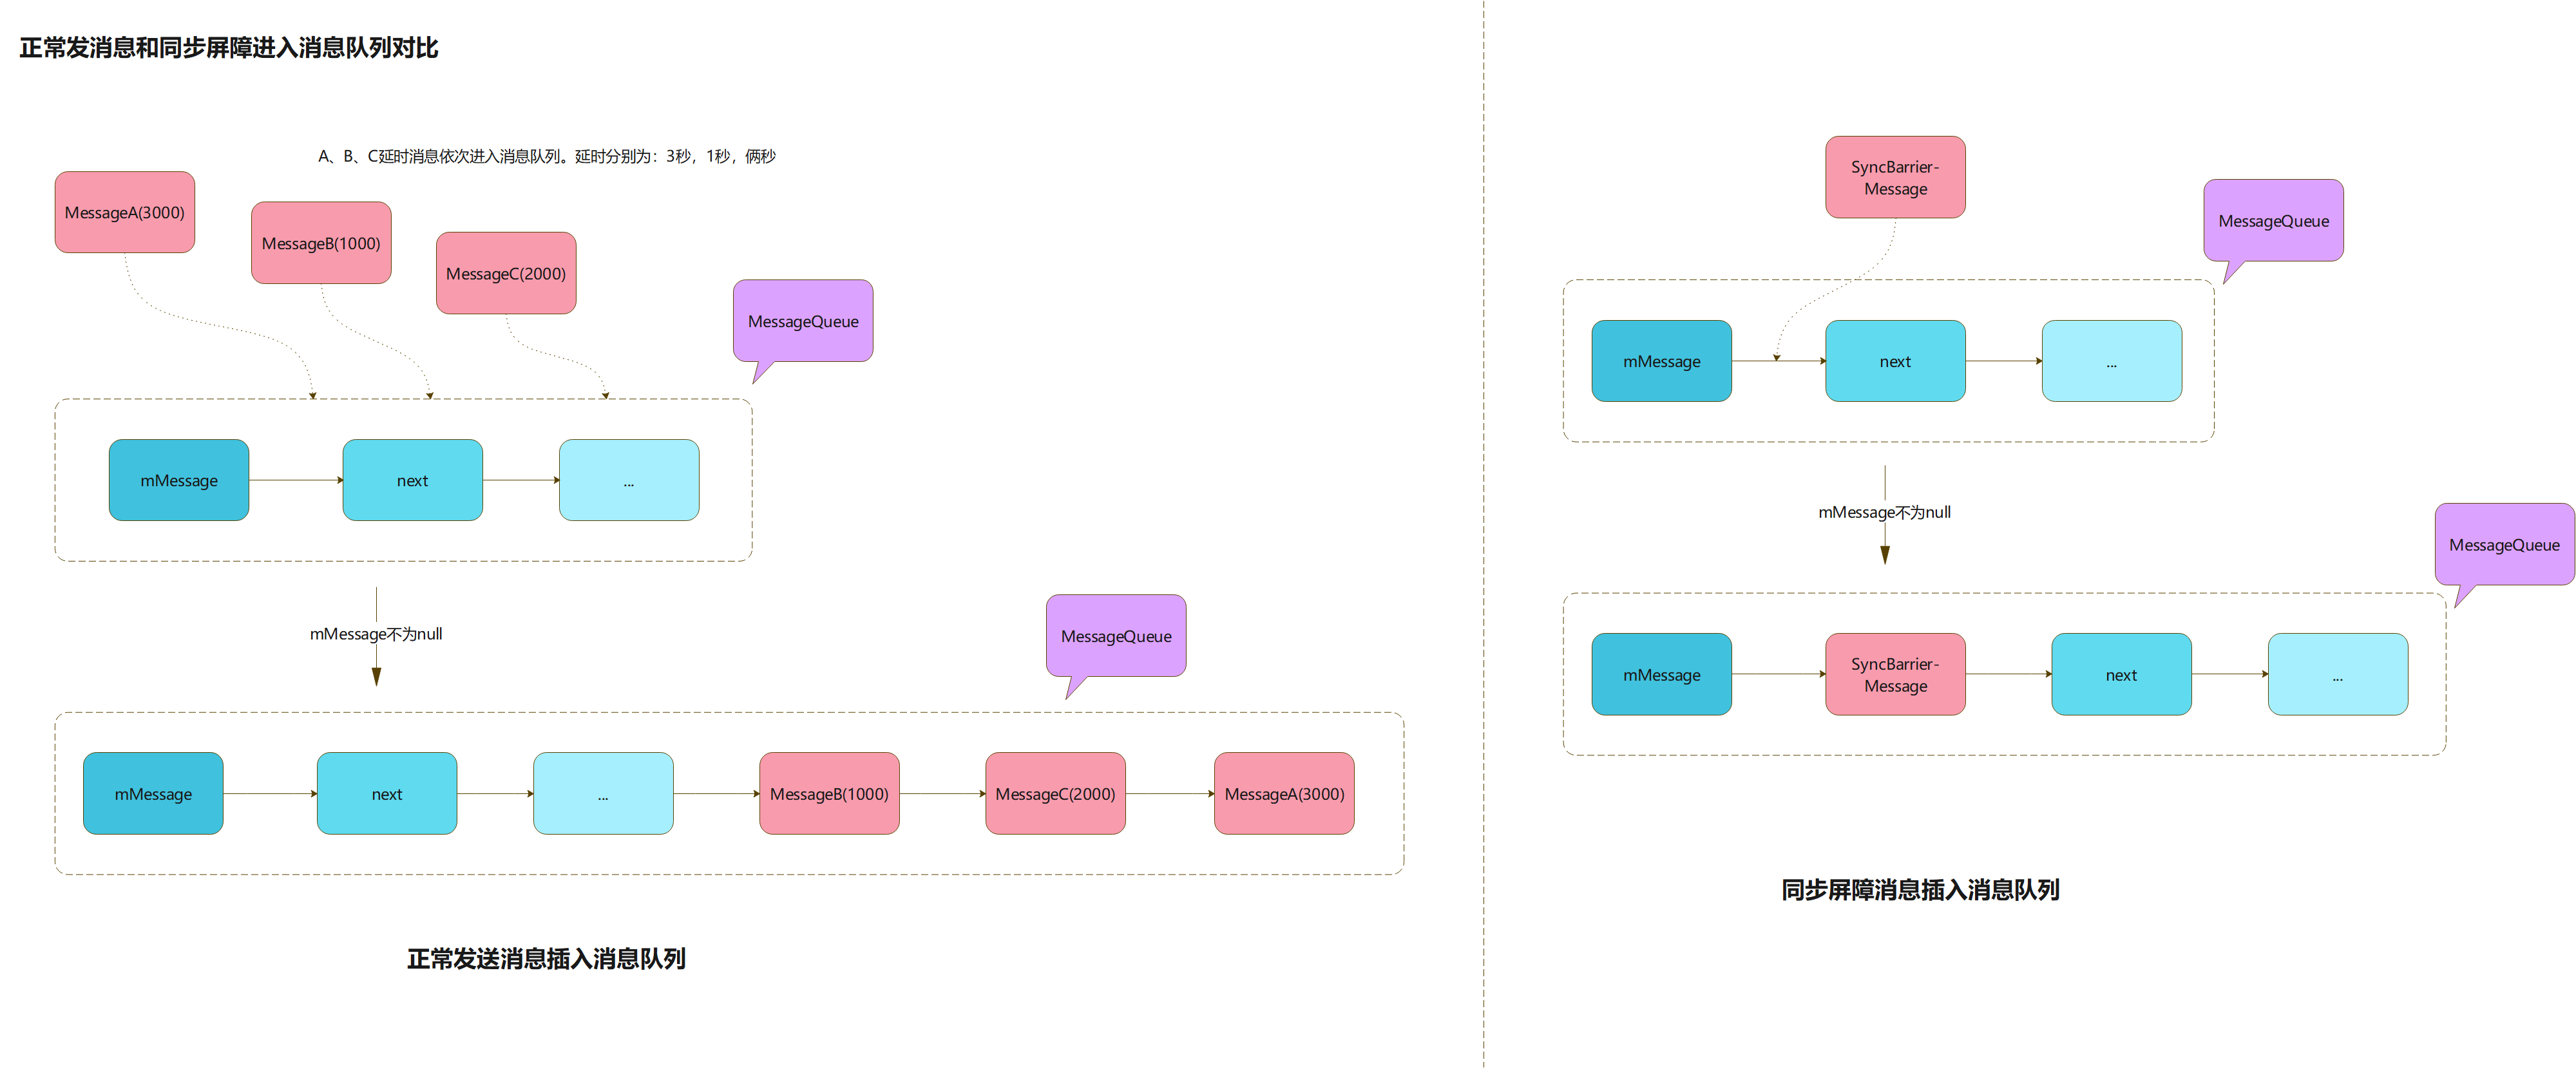 正常发消息和同步屏障进入消息队列对比
A、B、C延时消息依次进入消息队列。延时分别为：3秒，1秒，俩秒
MessageA(3000)
MessageB(1000)
MessageC(2000)
MessageQueue
mMessage
next
...
mMessage不为null
MessageQueue
mMessage
next
...
MessageB(1000)
MessageC(2000)
MessageA(3000)
正常发送消息插入消息队列
SyncBarrier-
Message
MessageQueue
mMessage
next
...
mMessage不为null
MessageQueue
mMessage
SyncBarrier-
Message
next
...
同步屏障消息插入消息队列